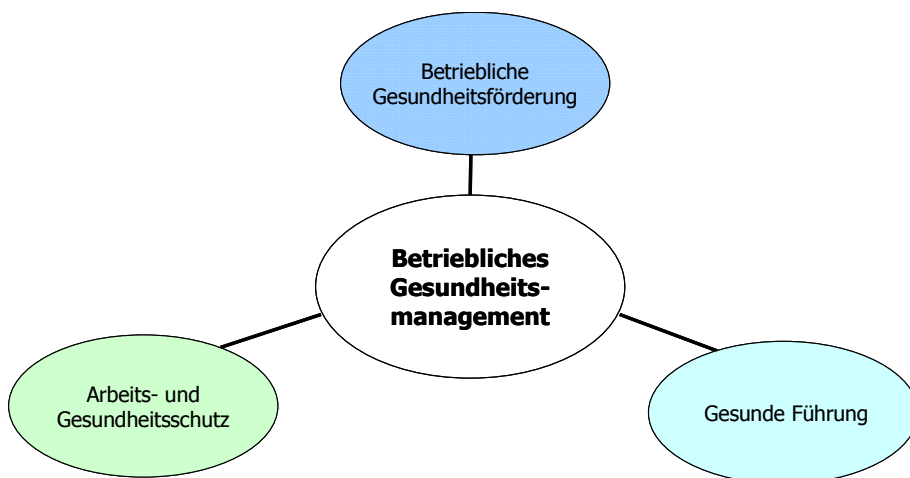 Betriebliche
Gesundheitsförderung
Betriebliches
Gesundheits-
management
Arbeits- und
Gesundheitsschutz
Gesunde Führung